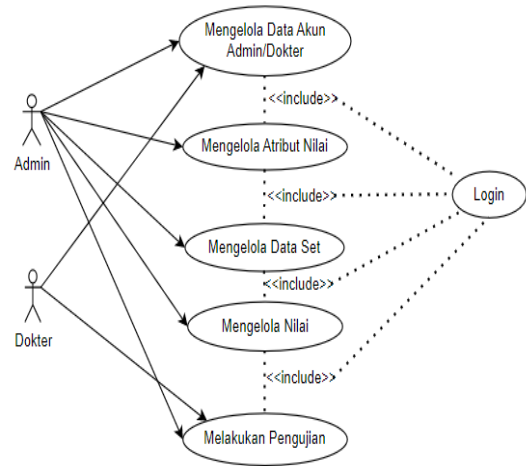 Mengelola Data Akun
Admin/Dokter
<<include>>
Admin
Mengelola Atribut Nilai
<<include>>
Login
Mengelola Data Set
<<include>>
Dokter
Mengelola Nilai
<<include>>
Melakukan Pengujian